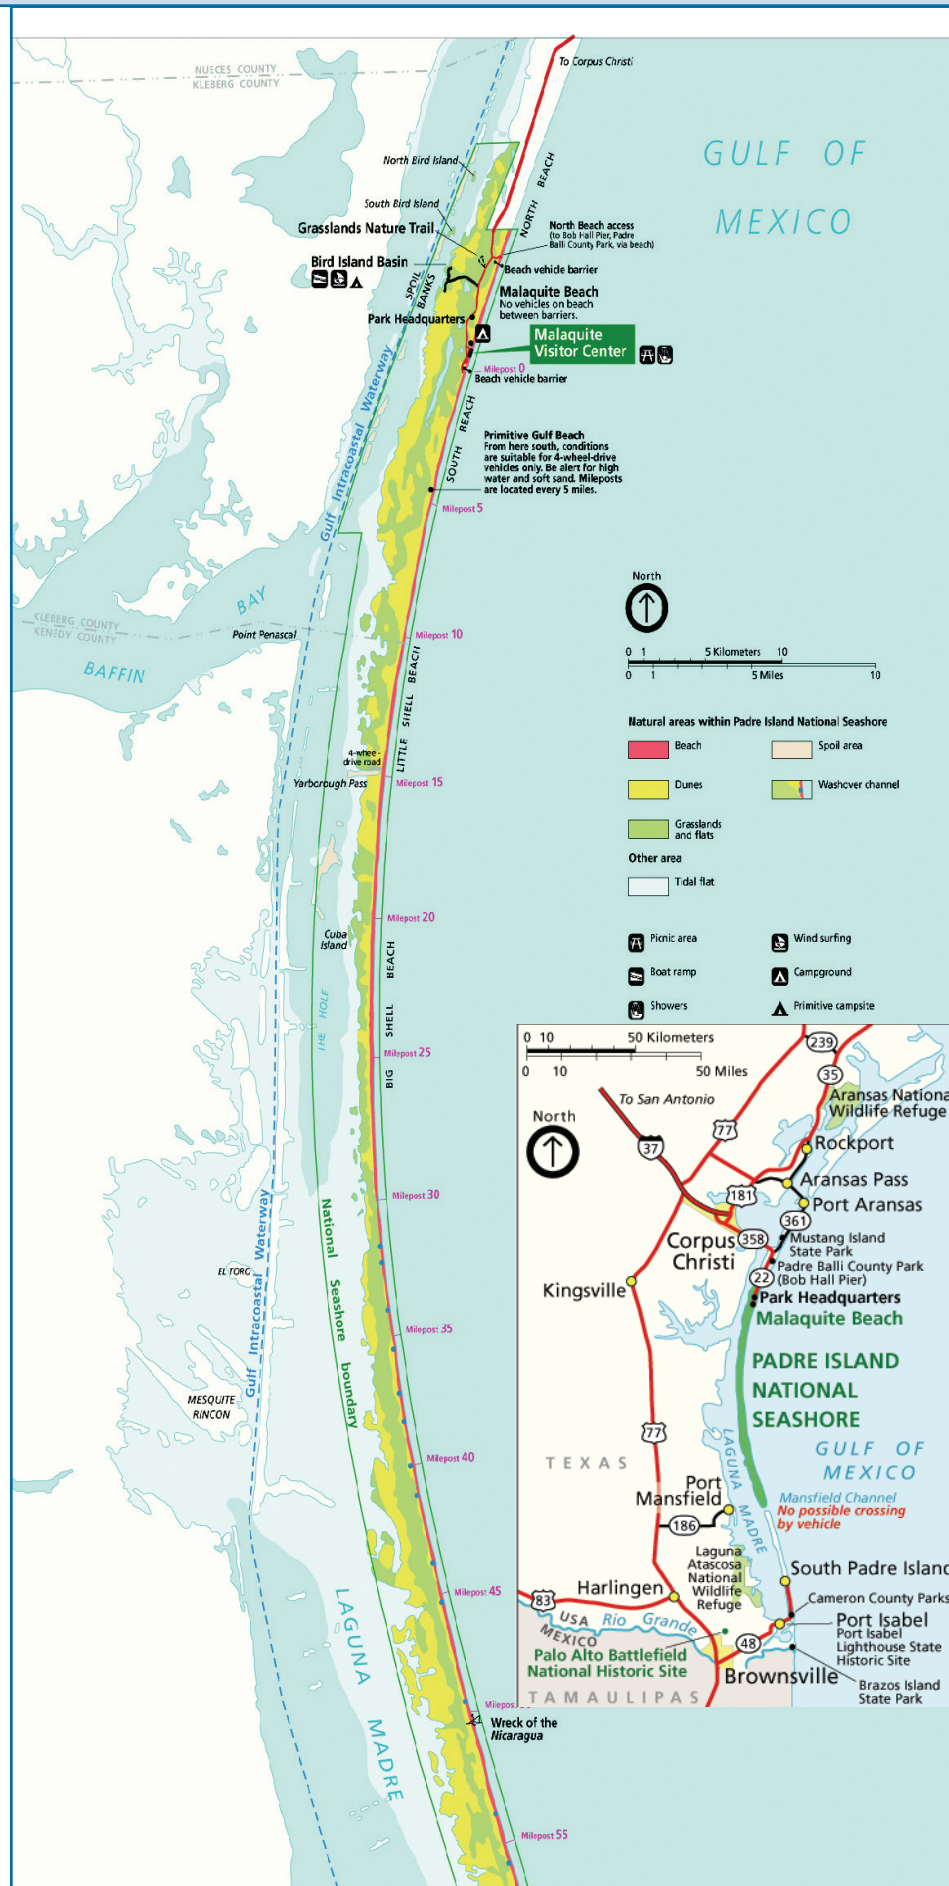 To Corpus Christi
NUECES COUNTY
KLEBERG COUNTY
GULF OF
MEXICO
North Bird Island
NORTH BEACH
South Bird Island
Grasslands Nature Trail
North Beach access
(to Bob Hall Pier, Padre
Balli County Park, via beach)
Bird Island Basin
Beach vehicle barrier
SPOIL
BANKS
Malaquite Beach
No vehicles on beach
between barriers.
Park Headquarters
Malaquite
Visitor Center
Milepost 0
Beach vehicle barrier
Gulf Intracoastal Waterway
SOUTH BEACH
Primitive Gulf Beach
From here south, conditions
are suitable for 4-wheel-drive
vehicles only. Be alert for high
water and soft sand. Mileposts
are located every 5 miles.
Milepost 5
North
BAY
KLEBERG COUNTY
KENEDY COUNTY
Point Penascal
Milepost 10
BAFFIN
0 1 5 Kilometers 10
0 1 5 Miles 10
LITTLE SHELL BEACH
Natural areas within Padre Island National Seashore
Beach
Spoil area
4-whee-
drive road
Yarborough Pass
Milepost 15
Dunes
Washover channel
Grasslands
and flats
Other area
Tidal flat
Milepost 20
Cuba
Island
Picnic area
Wind surfing
Boat ramp
Campground
Showers
Primitive campsite
THE HOLE
BIG SHELL BEACH
Milepost 25
Milepost 30
National Seashore boundary
Gulf Intracoastal Waterway
EL TORO
Milepost 35
MESQUITE
RINCON
Milepost 40
Milepost 45
LAGUNA MADRE
Milepos
Wreck of the
Nicaragua
Milepost 55
0 10 50 Kilometers
0 10 50 Miles
North
To San Antonio
239
35
Aransas Nationa
Wildlife Refuge
77
37
Rockport
181
Aransas Pass
Port Aransas
361
Corpus
Christi
358
Mustang Island
State Park
Padre Balli County Park
(Bob Hall Pier)
22
Kingsville
Park Headquarters
Malaquite Beach
PADRE ISLAND
NATIONAL
SEASHORE
77
LAGUNA MADRE
GULF OF
MEXICO
TEXAS
Port
Mansfield
Mansfield Channel
No possible crossing
by vehicle
186
Laguna
Atascosa
National
Wildlife
Refuge
South Padre Island
Harlingen
83
Cameron County Parks
USA
MEXICO
Rio Grande
Port Isabel
Port Isabel
Lighthouse State
Historic Site
48
Palo Alto Battlefield
National Historic Site
Brownsville
Brazos Island
State Park
TAMAULIPAS